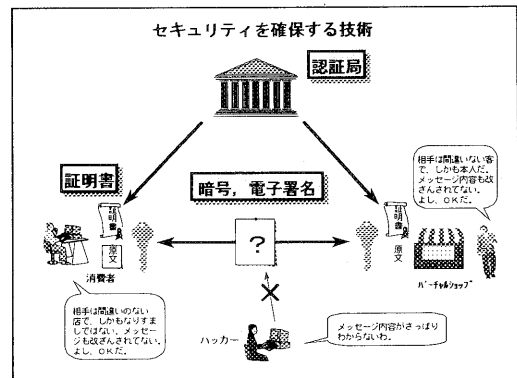 セキュリティを確保する技術
認証局
証明書
暗号，電子署名
相手は間違いない客
で、しかも本人だ。
メッセージ内容も改
ざんされてない。
よし、ＯＫだ。
証明書
原文
消費者
?
証明書
原文
ﾊﾞｰﾁｬﾙｼｮｯﾌﾟ
相手は間違いのない
店で、しかもなりすま
しではない。メッセー
ジも改ざんされてない。
よし、ＯＫだ。
ハッカー
メッセージ内容がさっぱり
わからないわ。